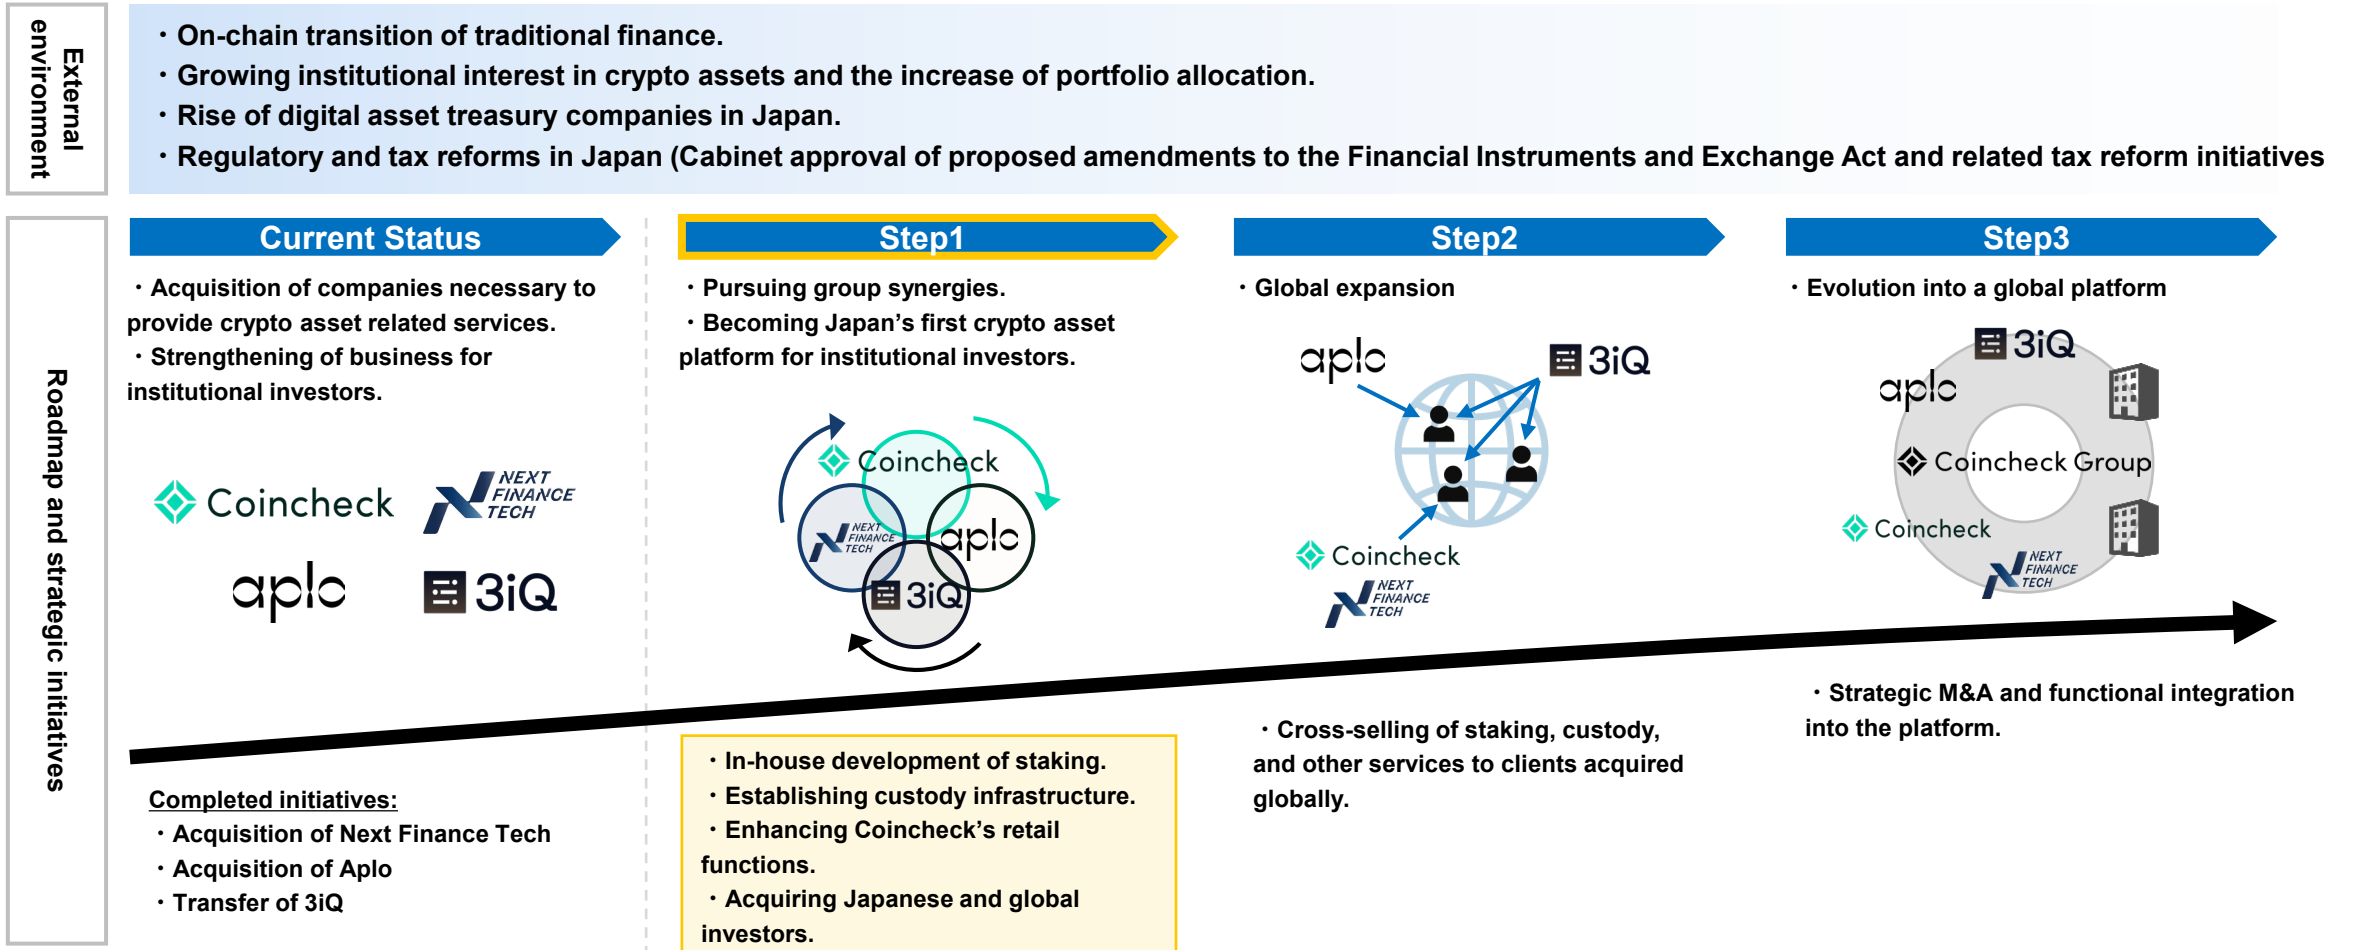 External
environment
・On-chain transition of traditional finance.
・Growing institutional interest in crypto assets and the increase of portfolio allocation.
・Rise of digital asset treasury companies in Japan.
・Regulatory and tax reforms in Japan (Cabinet approval of proposed amendments to the Financial Instruments and Exchange Act and related tax reform initiatives
Roadmap and strategic initiatives
Current Status
・Acquisition of companies necessary to
provide crypto asset related services.
・Strengthening of business for
institutional investors.
Coincheck
NEXT
FINANCE
TECH
aplo
3iQ
Completed initiatives:
・Acquisition of Next Finance Tech
・Acquisition of Aplo
・Transfer of 3iQ
Step1
・Pursuing group synergies.
・Becoming Japan’s first crypto asset
platform for institutional investors.
Coincheck
NEXT
FINANCE
TECH
aplo
3iQ
・In-house development of staking.
・Establishing custody infrastructure.
・Enhancing Coincheck’s retail
functions.
・Acquiring Japanese and global
investors.
Step2
・Global expansion
aplo
3iQ
Coincheck
NEXT
FINANCE
TECH
・Cross-selling of staking, custody,
and other services to clients acquired
globally.
Step3
・Evolution into a global platform
3iQ
aplo
Coincheck Group
Coincheck
NEXT
FINANCE
TECH
・Strategic M&A and functional integration
into the platform.